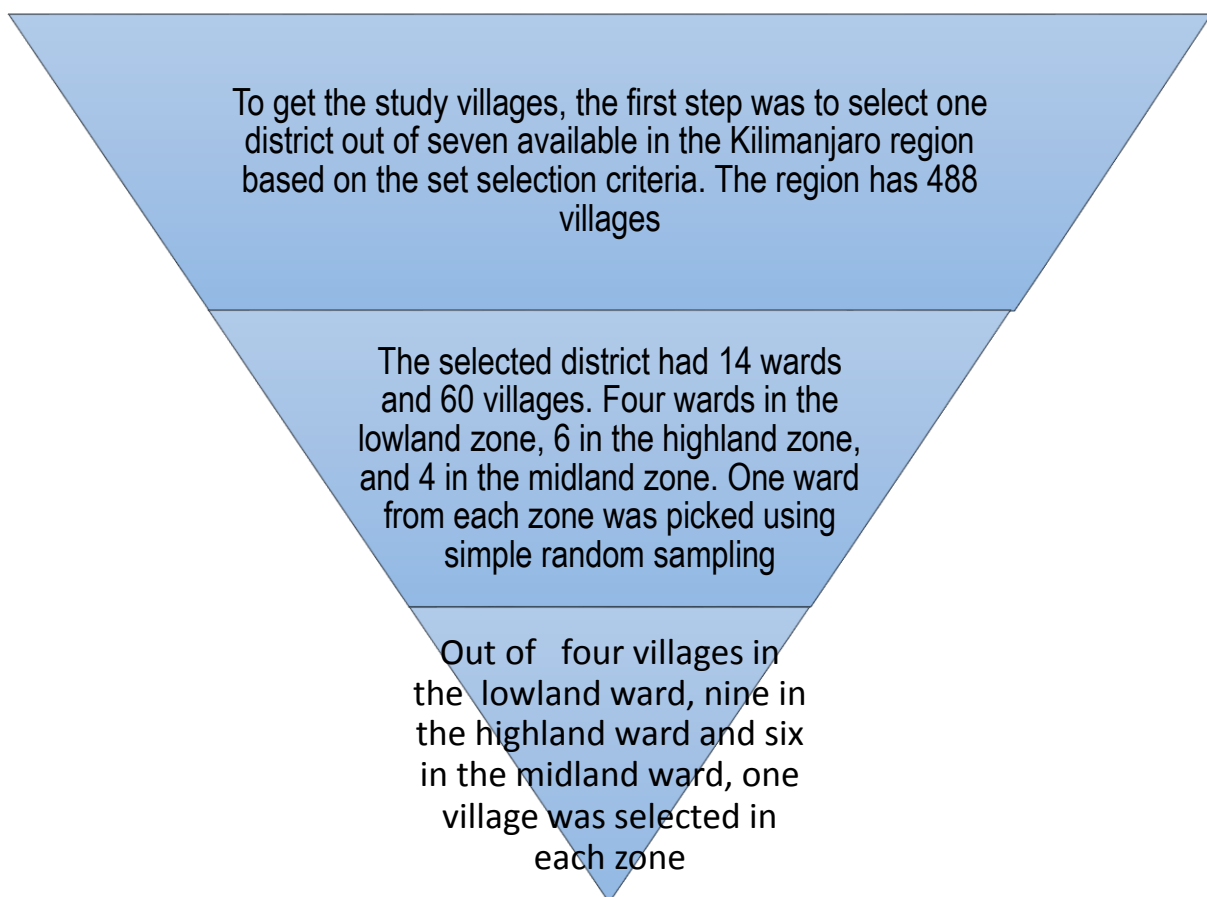 To get the study villages, the first step was to select one
district out of seven available in the Kilimanjaro region
based on the set selection criteria. The region has 488
villages
The selected district had 14 wards
and 60 villages. Four wards in the
lowland zone, 6 in the highland zone,
and 4 in the midland zone. One ward
from each zone was picked using
simple random sampling
Out of   four villages in
the  lowland ward, nine in
the highland ward and six
in the midland ward, one
village was selected in
each zone